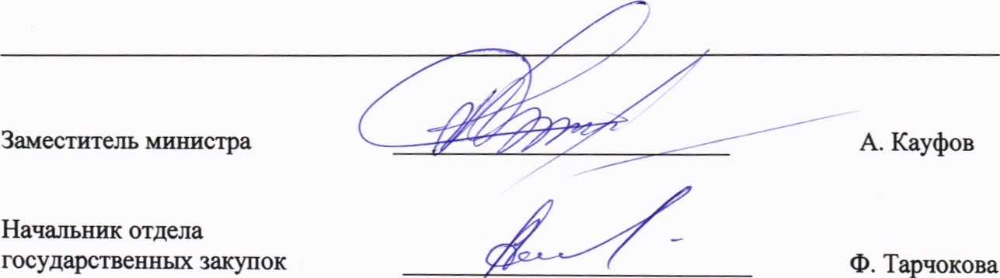 Заместитель министра А. Кауфов
Начальник отдела
государственных закупок Ф. Тарчокова